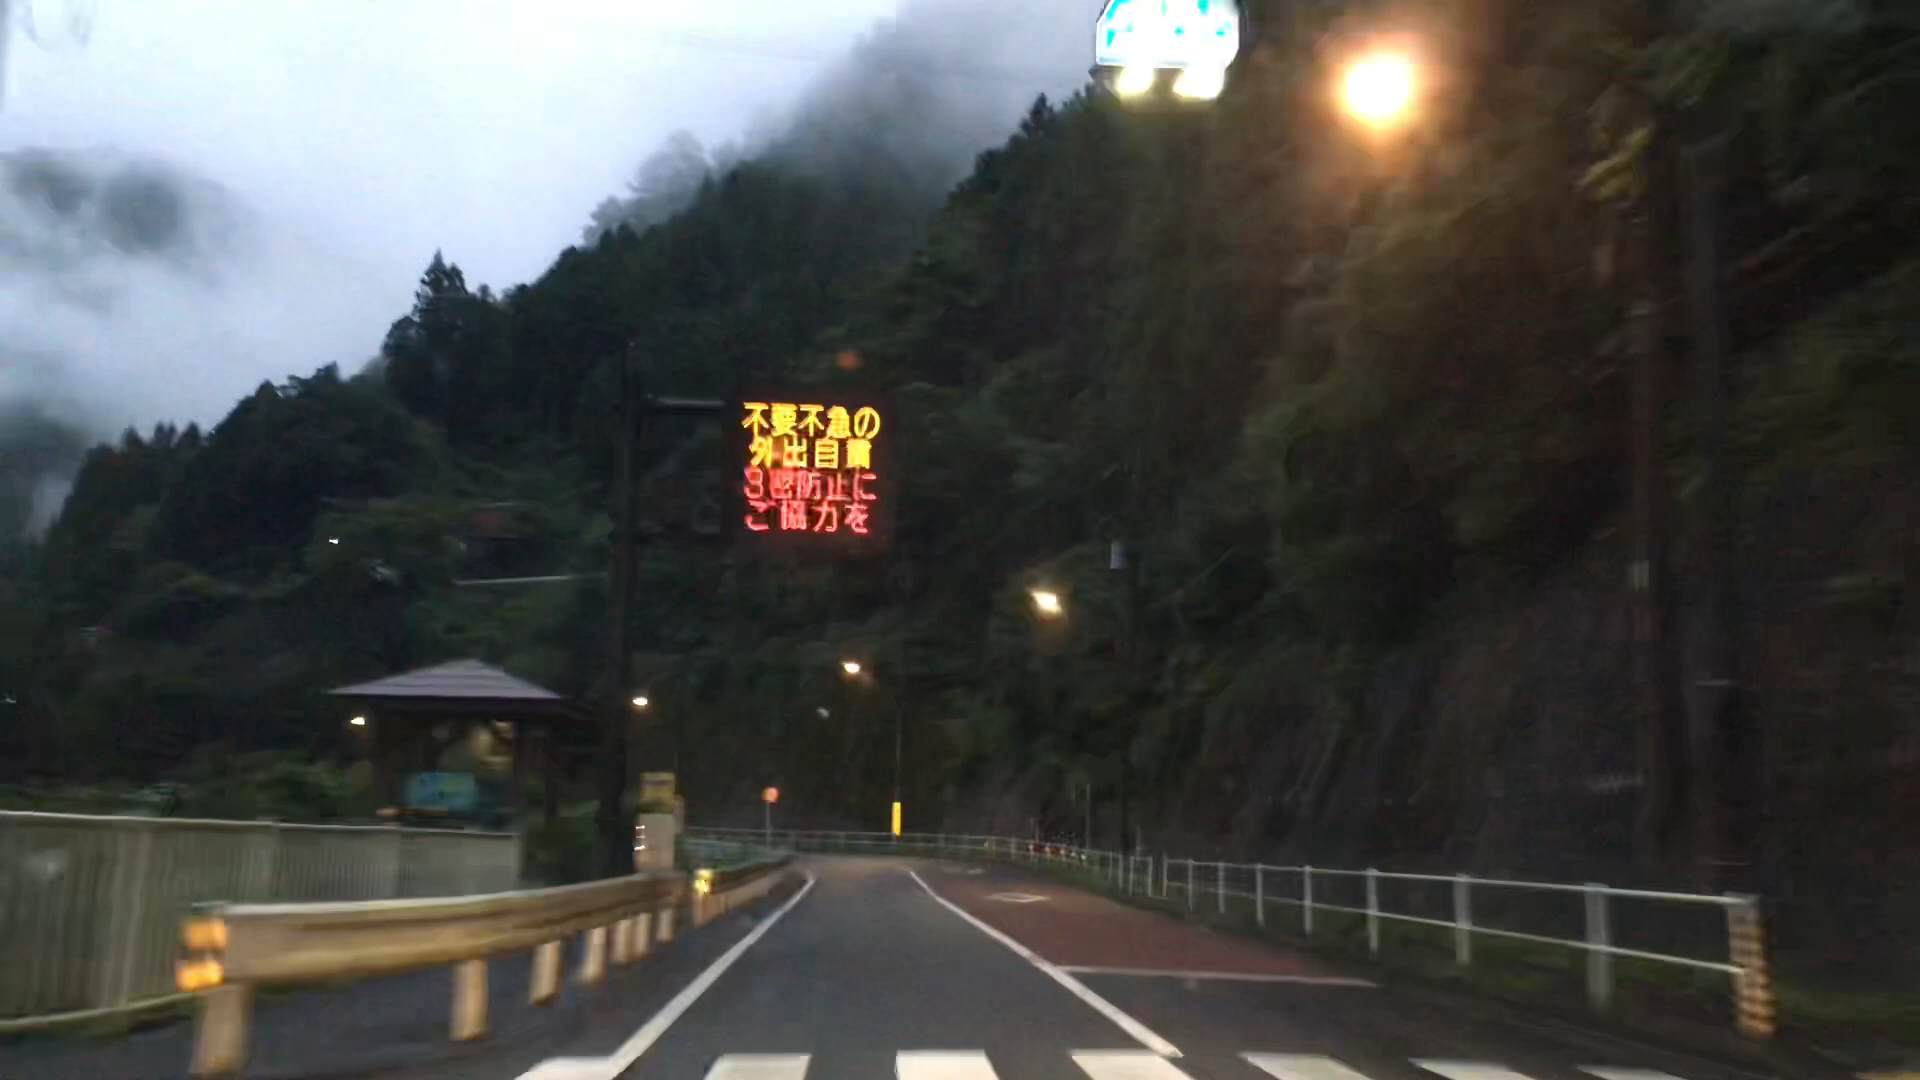 不要不急の
外出自粛
3密防止に
ご協力を